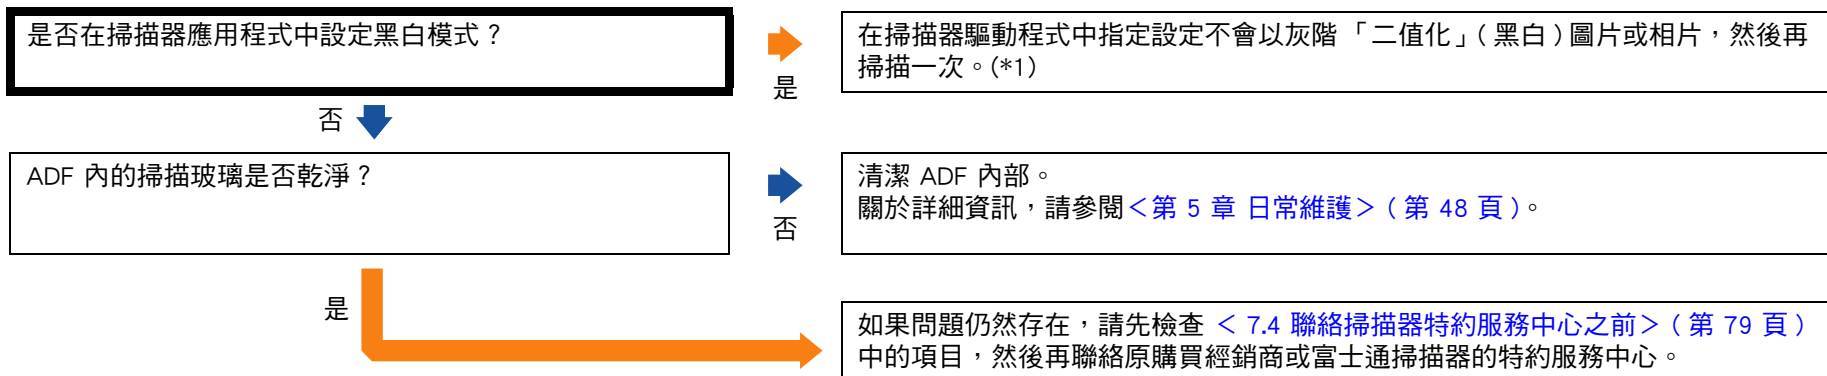 是否在掃描器應用程式中設定黑白模式？
是
在掃描器驅動程式中指定設定不會以灰階 「二值化」( 黑白 ) 圖片或相片，然後再
掃描一次。(*1)
否
ADF 內的掃描玻璃是否乾淨？
否
清潔 ADF 內部。
關於詳細資訊，請參閱＜第 5 章 日常維護＞ ( 第 48 頁 )。
是
如果問題仍然存在，請先檢查 ＜ 7.4 聯絡掃描器特約服務中心之前＞ ( 第 79 頁 )
中的項目，然後再聯絡原購買經銷商或富士通掃描器的特約服務中心。